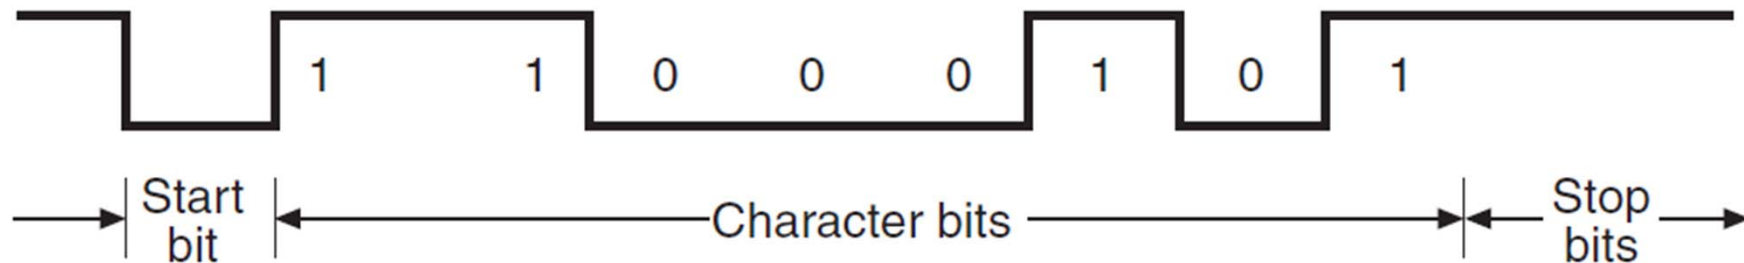 1 1 0 0 0 1 0 1
Start
bit
Character bits
Stop
bits